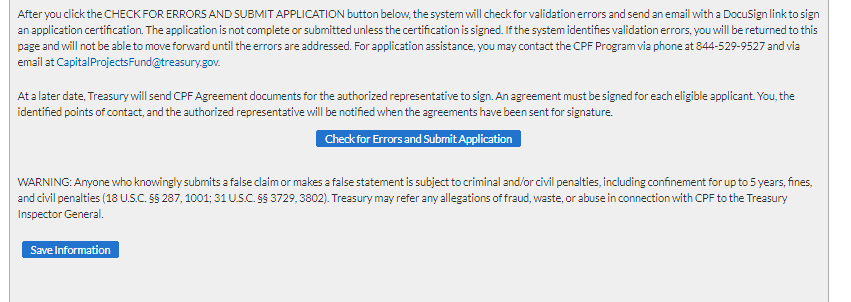 After you click the CHECK FOR ERRORS AND SUBMIT APPLICATION button below, the system will check for validation errors and send an email with a DocuSign link to sign
an application certification. The application is not complete or submitted unless the certification is signed. If the system identifies validation errors, you will be returned to this
page and will not be able to move forward until the errors are addressed. For application assistance, you may contact the CPF Program via phone at 844-529-9527 and via
email at CapitalProjectsFund@treasury.gov.
At a later date, Treasury will send CPF Agreement documents for the authorized representative to sign. An agreement must be signed for each eligible applicant. You, the
identified points of contact, and the authorized representative will be notified when the agreements have been sent for signature.
Check for Errors and Submit Application
WARNING: Anyone who knowingly submits a false claim or makes a false statement is subject to criminal and/or civil penalties, including confinement for up to 5 years, fines,
and civil penalties (18 U.S.C. §§ 287, 1001; 31 U.S.C. §§ 3729, 3802). Treasury may refer any allegations of fraud, waste, or abuse in connection with CPF to the Treasury
Inspector General.
Save Information